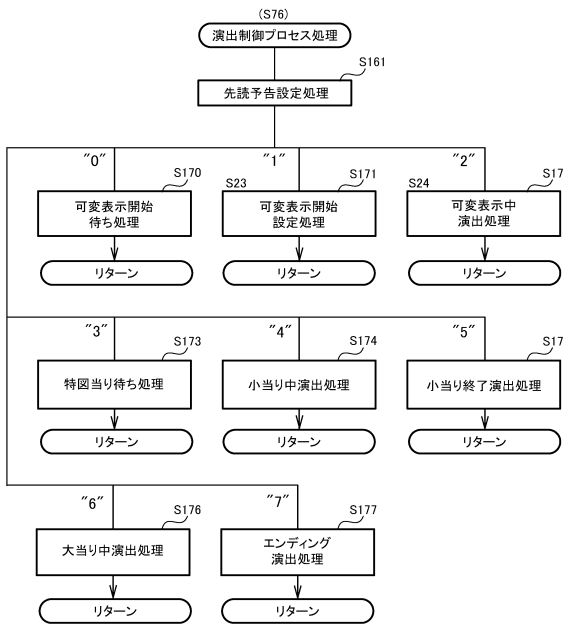 (S76)
演出制御プロセス処理
S161
先読予告設定処理
"0"
"1"
"2"
S170
S23
S171
S24
S17
可変表示開始
待ち処理
可変表示開始
設定処理
可変表示中
演出処理
リターン
リターン
リターン
"3"
"4"
"5"
S173
S174
S17
特図当り待ち処理
小当り中演出処理
小当り終了演出処理
リターン
リターン
リターン
"6"
"7"
S176
S177
大当り中演出処理
エンディング
演出処理
リターン
リターン